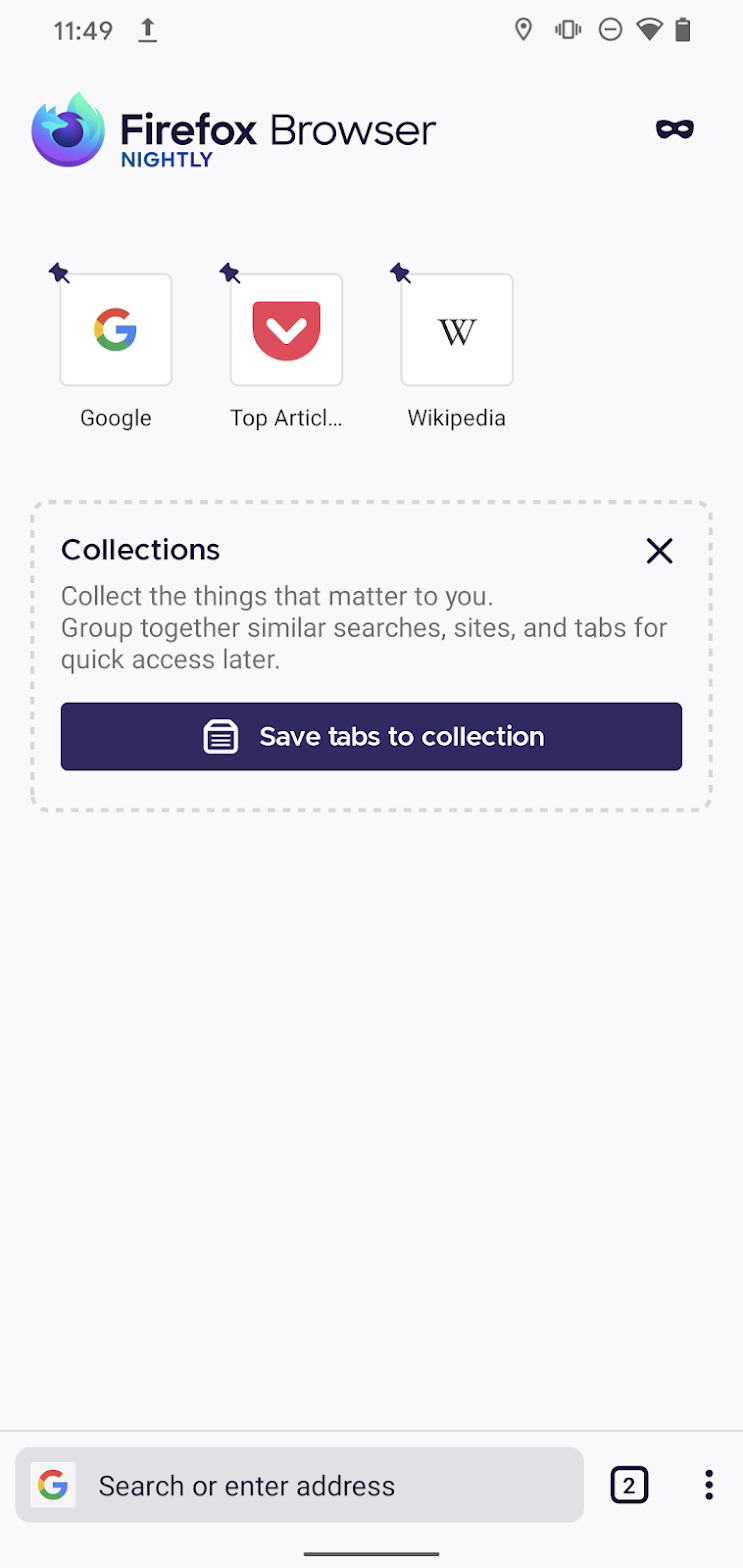 11:49
Firefox Browser
NIGHTLY
Google
Top Articl...
W
Wikipedia
Collections
Collect the things that matter to you.
Group together similar searches, sites, and tabs for
quick access later.
Save tabs to collection
Search or enter address
2